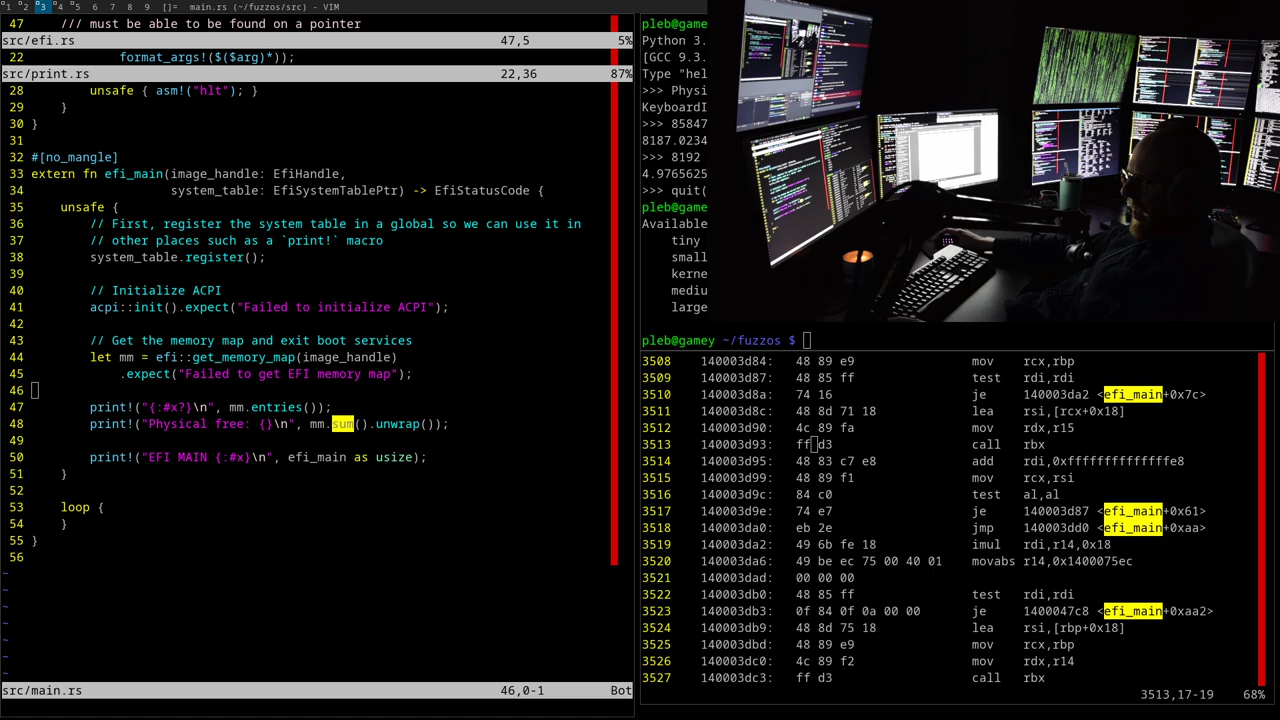 1 2 3 4 5 6 7 8 9 []= main.rs (~/fuzzos/src) - VIM
47     /// must be able to be found on a pointer
src/efi.rs 47,5 5%
22             format_args!($($arg)*));
src/print.rs 22,36 87%
28         unsafe { asm!("hlt"); }
29     }
30 }
31
32 #[no_mangle]
33 extern fn efi_main(image_handle: EfiHandle,
34                    system_table: EfiSystemTablePtr) -> EfiStatusCode {
35     unsafe {
36         // First, register the system table in a global so we can use it in
37         // other places such as a `print!` macro
38         system_table.register();
39
40         // Initialize ACPI
41         acpi::init().expect("Failed to initialize ACPI");
42
43         // Get the memory map and exit boot services
44         let mm = efi::get_memory_map(image_handle)
45             .expect("Failed to get EFI memory map");
46
47         print!("{:#x?}\n", mm.entries());
48         print!("Physical free: {}\n", mm.sum().unwrap());
49
50         print!("EFI MAIN {:#x}\n", efi_main as usize);
51     }
52
53     loop {
54     }
55 }
56
~
~
~
~
~
~
~
src/main.rs 46,0-1 Bot
pleb@game
Python 3.
[GCC 9.3.
Type "hel
>>> Physi
KeyboardI
>>> 85847
8187.0234
>>> 8192
4.9765625
>>> quit(
pleb@game
Available
tiny
small
kerne
mediu
large
pleb@gamey ~/fuzzos $
3508 140003d84: 48 89 e9 mov rcx,rbp
3509 140003d87: 48 85 ff test rdi,rdi
3510 140003d8a: 74 16 je 140003da2 <efi_main+0x7c>
3511 140003d8c: 48 8d 71 18 lea rsi,[rcx+0x18]
3512 140003d90: 4c 89 fa mov rdx,r15
3513 140003d93: ff d3 call rbx
3514 140003d95: 48 83 c7 e8 add rdi,0xffffffffffffffe8
3515 140003d99: 48 89 f1 mov rcx,rsi
3516 140003d9c: 84 c0 test al,al
3517 140003d9e: 74 e7 je 140003d87 <efi_main+0x61>
3518 140003da0: eb 2e jmp 140003dd0 <efi_main+0xaa>
3519 140003da2: 49 6b fe 18 imul rdi,r14,0x18
3520 140003da6: 49 be ec 75 00 40 01 movabs r14,0x1400075ec
3521 140003dad: 00 00 00
3522 140003db0: 48 85 ff test rdi,rdi
3523 140003db3: 0f 84 0f 0a 00 00 je 1400047c8 <efi_main+0xaa2>
3524 140003db9: 48 8d 75 18 lea rsi,[rbp+0x18]
3525 140003dbd: 48 89 e9 mov rcx,rbp
3526 140003dc0: 4c 89 f2 mov rdx,r14
3527 140003dc3: ff d3 call rbx
3513,17-19 68%